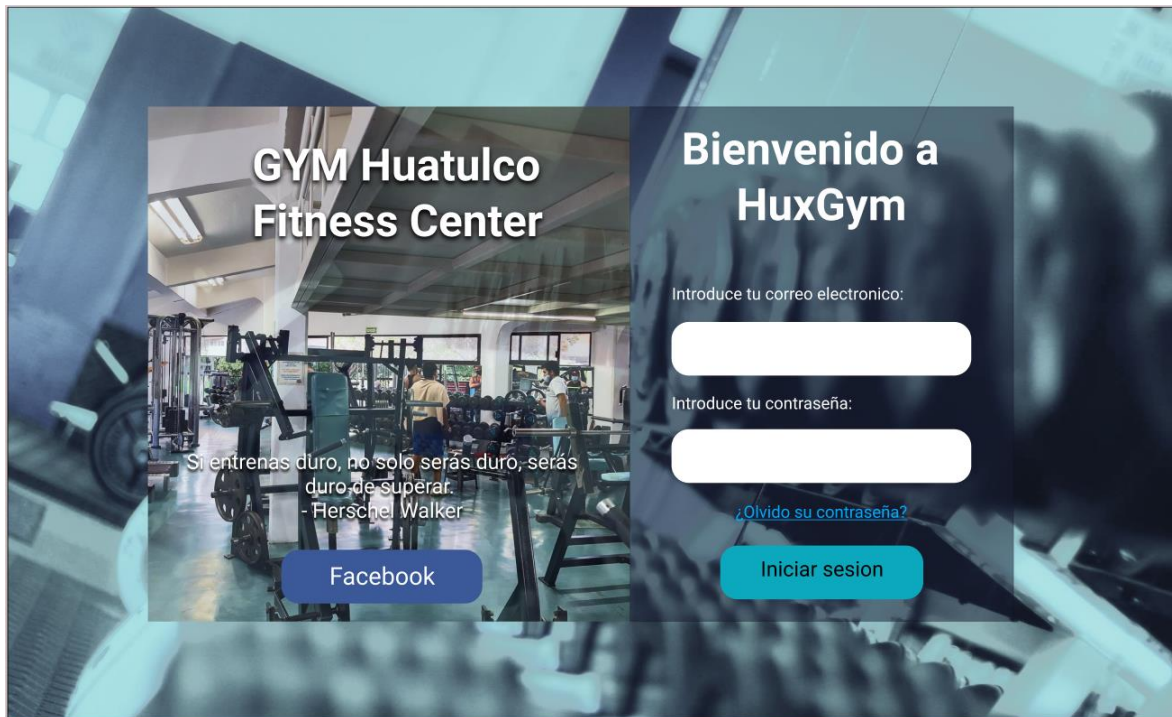 GYM Huatulco
Fitness Center
Si entrenas duro, no solo serás duro, serás
duro de superar.
- Herschel Walker
Facebook
Bienvenido a
HuxGym
Introduce tu correo electronico:
Introduce tu contraseña:
¿Olvido su contraseña?
Iniciar sesion